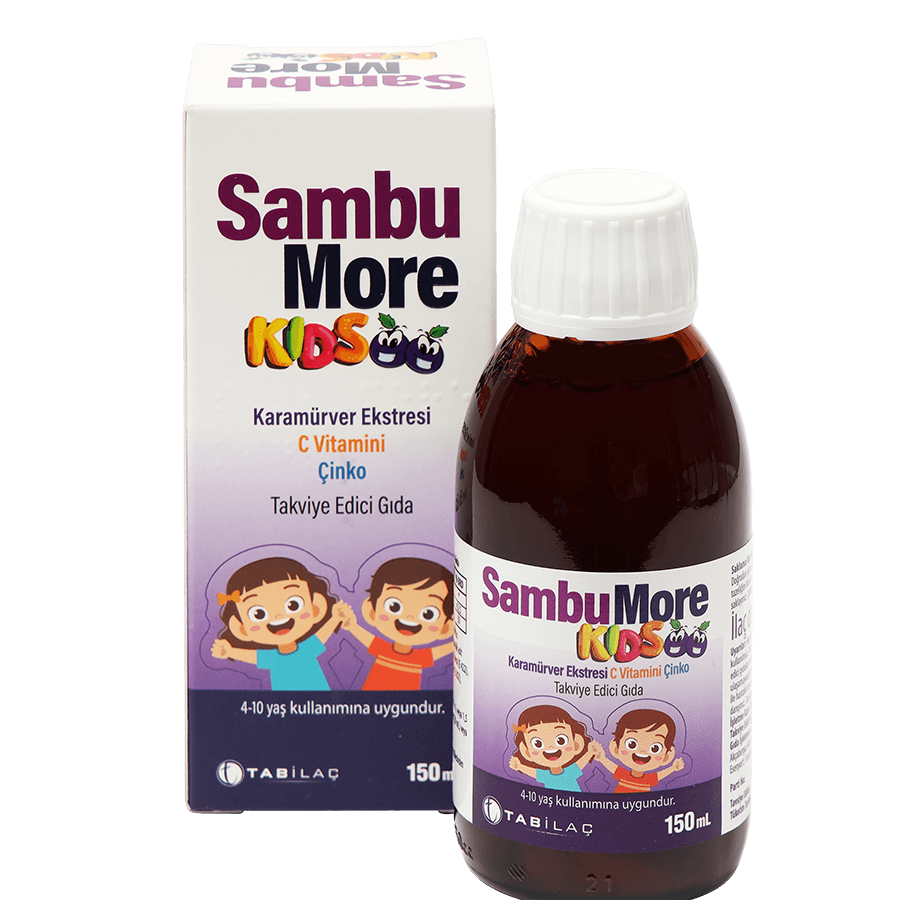 Sambu
More
KIDS
Sambu
More
KIDS
Karamürver Ekstresi
C Vitamini
Çinko
Takviye Edici Gıda
4-10 yaş kullanımına uygundur.
TABİLAÇ
150 m
SambuMore
KIDS
Karamürver Ekstresi C Vitamini Çinko
Takviye Edici Gıda
4-10 yaş kullanımına uygundur.
TABİLAÇ
150 mL
21